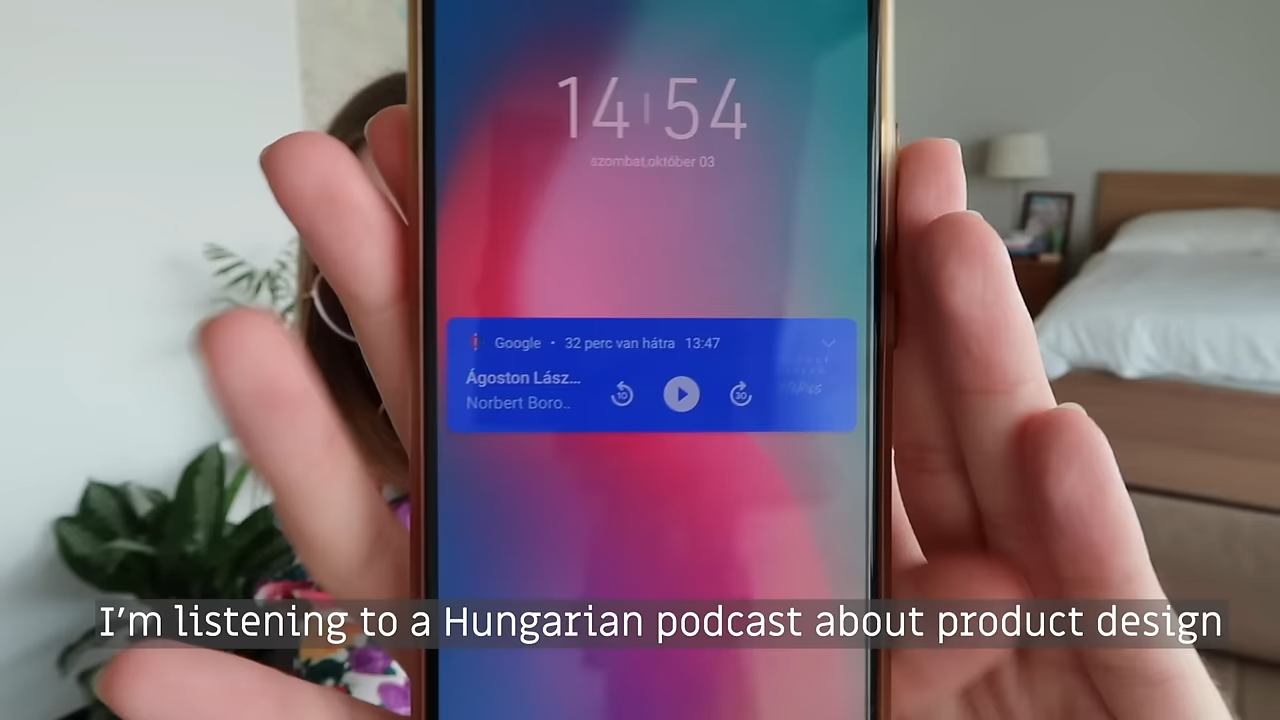 14 54
szombat,október 03
Google • 32 perc van hátra 13:47
Ágoston Lász...
Norbert Boro..
10
30
I'm listening to a Hungarian podcast about product design